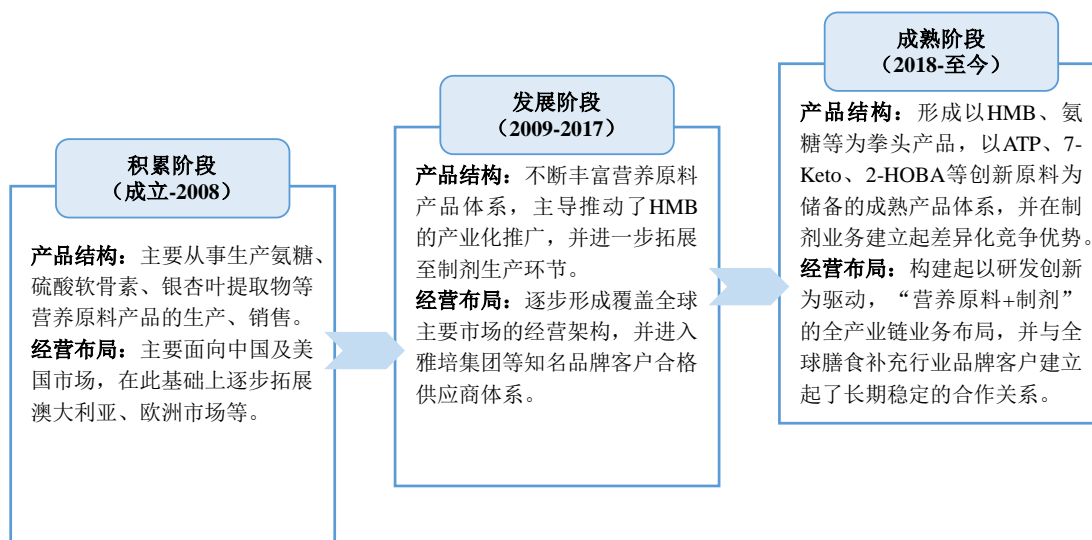 积累阶段
（成立-2008）
产品结构：主要从事生产氨糖、
硫酸软骨素、银杏叶提取物等
营养原料产品的生产、销售。
经营布局：主要面向中国及美
国市场，在此基础上逐步拓展
澳大利亚、欧洲市场等。
发展阶段
（2009-2017）
产品结构：不断丰富营养原料
产品体系，主导推动了HMB
的产业化推广，并进一步拓展
至制剂生产环节。
经营布局：逐步形成覆盖全球
主要市场的经营架构，并进入
雅培集团等知名品牌客户合格
供应商体系。
成熟阶段
（2018-至今）
产品结构：形成以HMB、氨
糖等为拳头产品，以ATP、7-
Keto、2-HOBA等创新原料为
储备的成熟产品体系，并在制
剂业务建立起差异化竞争优势。
经营布局：构建起以研发创新
为驱动，“营养原料+制剂”
的全产业链业务布局，并与全
球膳食补充行业品牌客户建立
起了长期稳定的合作关系。